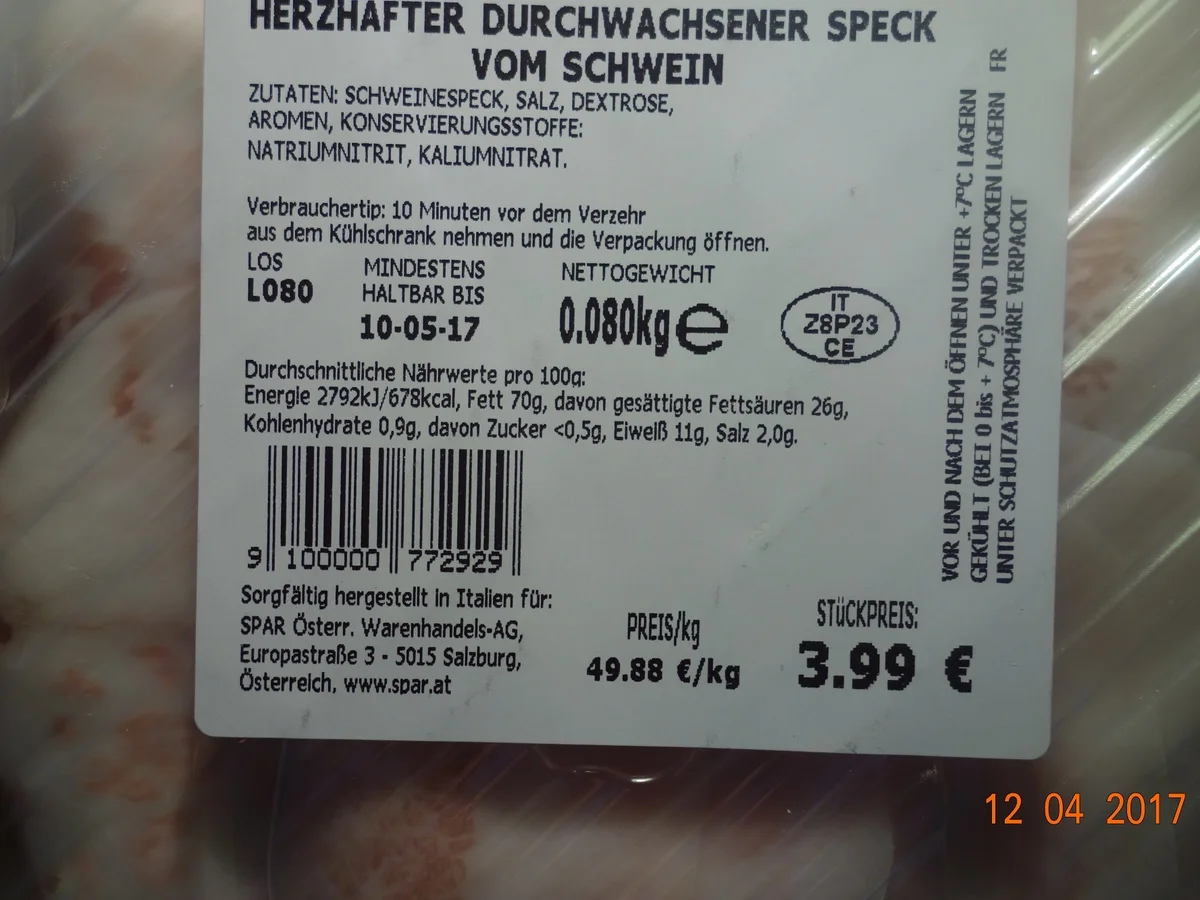 HERZHAFTER DURCHWACHSENER SPECK
VOM SCHWEIN
ZUTATEN: SCHWEINESPECK, SALZ, DEXTROSE,
AROMEN, KONSERVIERUNGSSTOFFE:
NATRIUMNITRIT, KALIUMNITRAT.
Verbrauchertip: 10 Minuten vor dem Verzehr
aus dem Kühlschrank nehmen und die Verpackung öffnen.
LOS
L080
MINDESTENS
HALTBAR BIS
10-05-17
NETTOGEWICHT
0.080kg e
IT
Z8P23
CE
Durchschnittliche Nährwerte pro 100g:
Energie 2792kJ/678kcal, Fett 70g, davon gesättigte Fettsäuren 26g,
Kohlenhydrate 0,9g, davon Zucker <0,5g, Eiweiß 11g, Salz 2,0g.
9 100000 772929
Sorgfältig hergestellt in Italien für:
SPAR Österr. Warenhandels-AG,
Europastraße 3 - 5015 Salzburg,
Österreich, www.spar.at
PREIS/kg
49.88 €/kg
STÜCKPREIS:
3.99 €
VOR UND NACH DEM ÖFFNEN UNTER +7°C LAGERN
GEKÜHLT (BEI 0 bis + 7°C) UND TROCKEN LAGERN FR
UNTER SCHUTZATMOSPHÄRE VERPACKT
12 04 2017